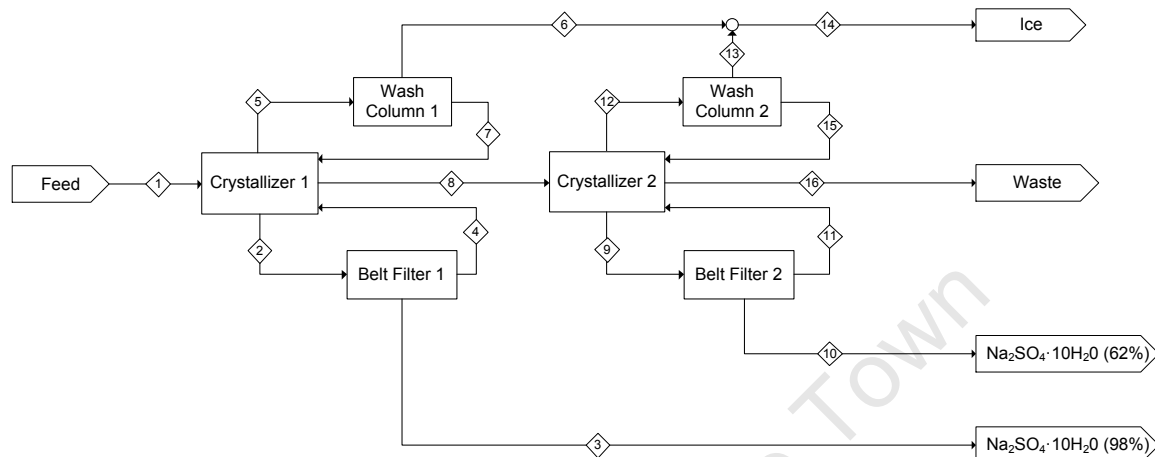 6
14
Ice
13
5
Wash
Column 1
12
Wash
Column 2
7
15
Feed
1
Crystallizer 1
8
Crystallizer 2
16
Waste
2
4
9
11
Belt Filter 1
Belt Filter 2
10
Na₂SO₄·10H₂0 (62%)
3
Na₂SO₄·10H₂0 (98%)
Town